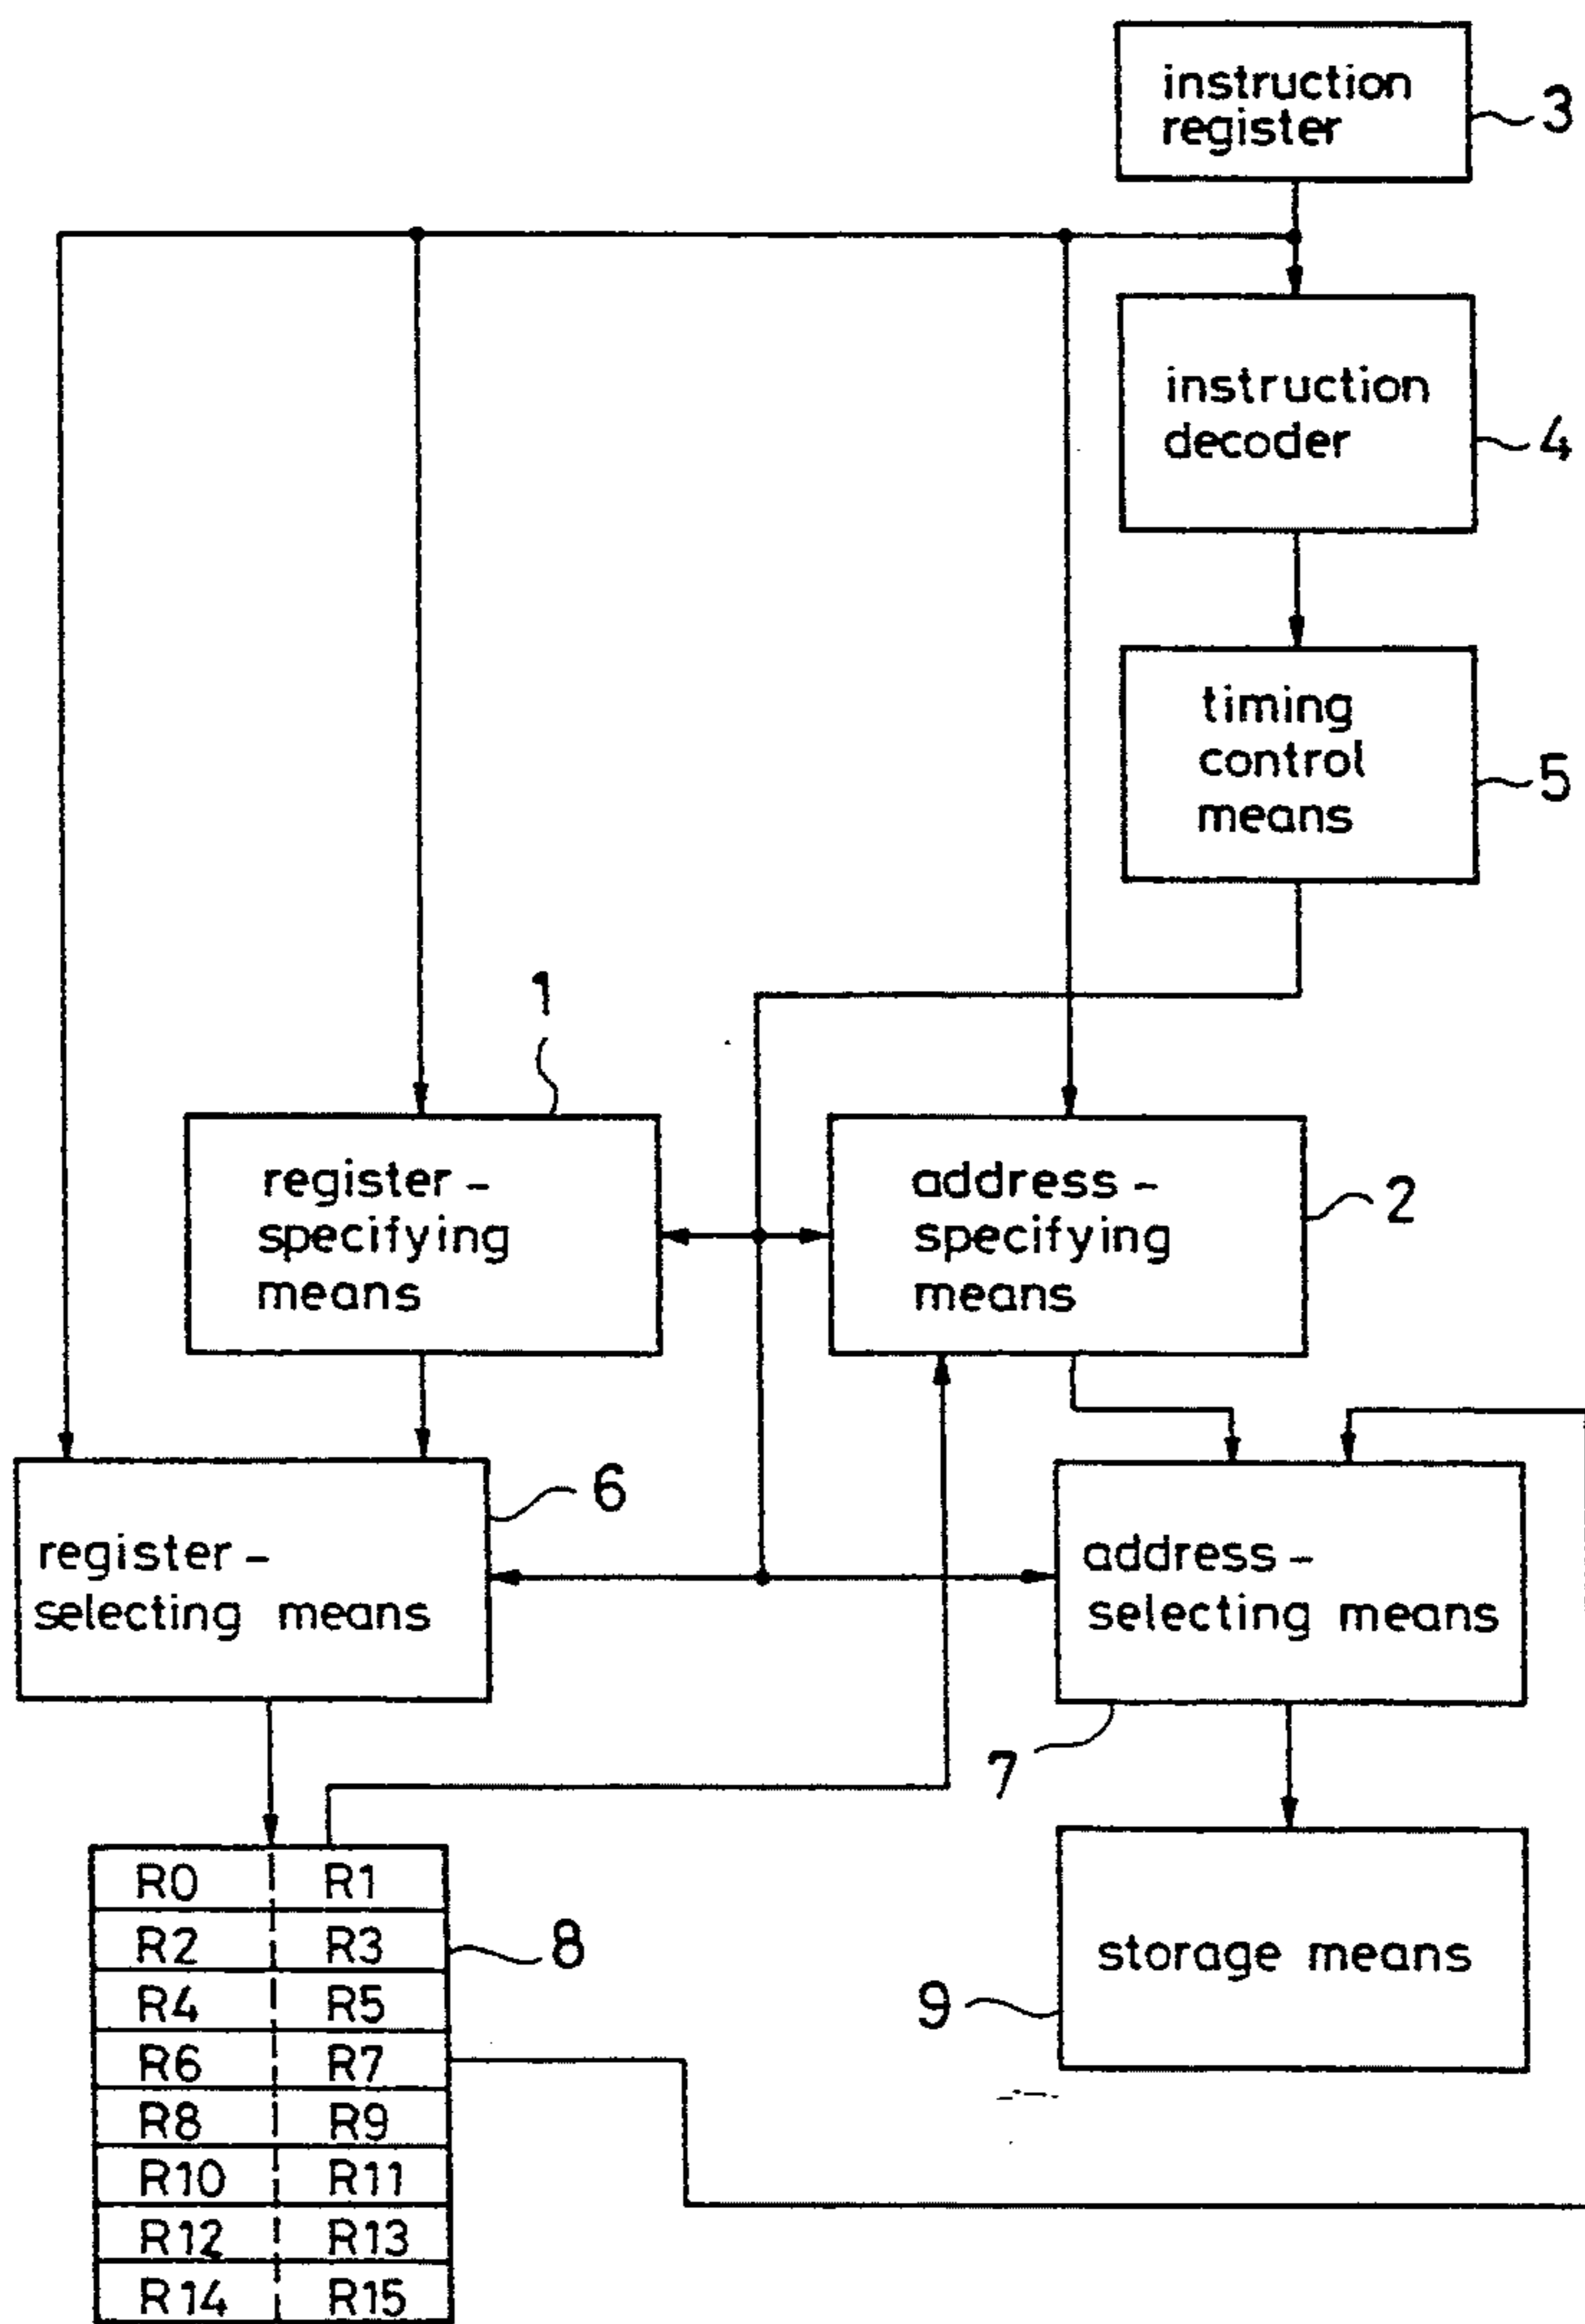 instruction
register
3
instruction
decoder
4
timing
control
means
5
1
register -
specifying
means
address -
specifying
means
2
6
register -
selecting means
address -
selecting means
7
R0 R1
R2 R3
R4 R5
R6 R7
R8 R9
R10 R11
R12 R13
R14 R15
8
storage means
9